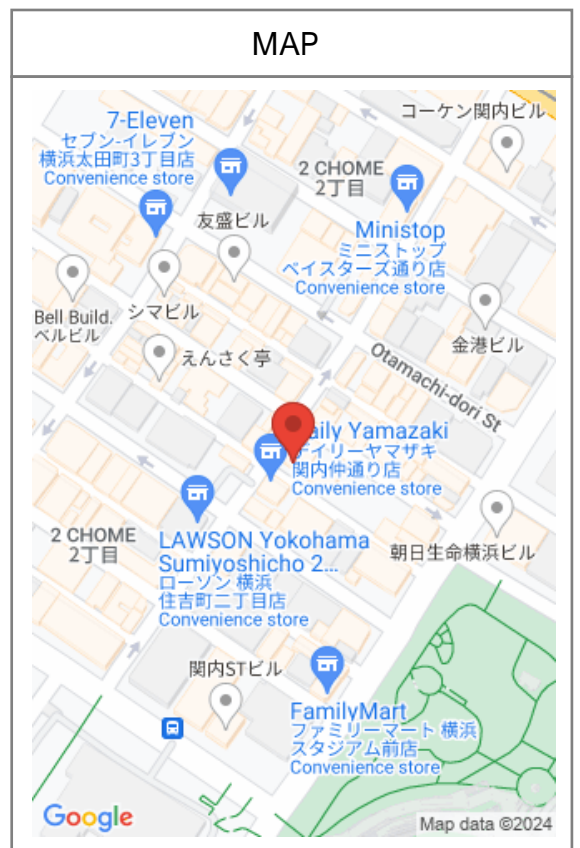 MAP
コーケン関内ビル
7-Eleven
セブン-イレブン
横浜太田町3丁目店
Convenience store
2 CHOME
2丁目
友盛ビル
Ministop
ミニストップ
ベイスターズ通り店
Convenience store
Bell Build.
ベルビル
シマビル
金港ビル
えんさく亭
Otamachi-dori St
aily Yamazaki
デイリーヤマザキ
関内仲通り店
Convenience store
2 CHOME
2丁目
LAWSON Yokohama
Sumiyoshicho 2...
ローソン 横浜
住吉町二丁目店
Convenience store
朝日生命横浜ビル
関内STビル
FamilyMart
ファミリーマート 横浜
スタジアム前店
Convenience store
Google
Map data ©2024